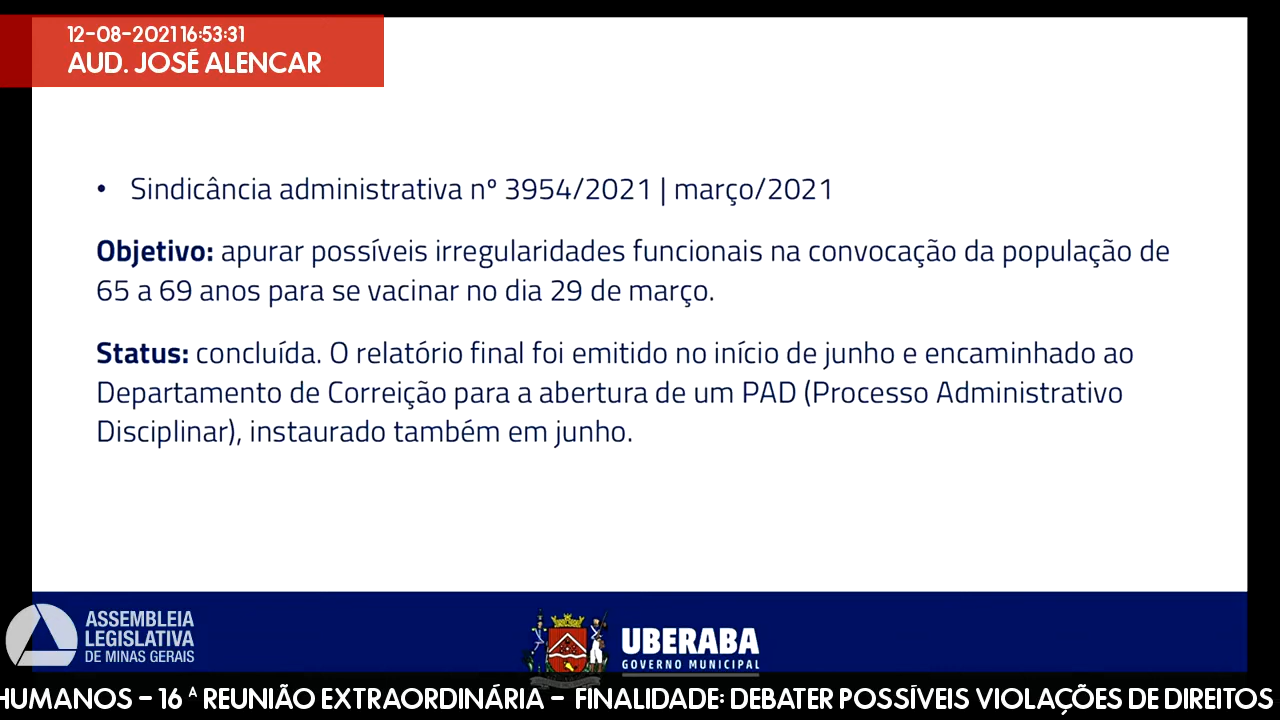 12-08-2021 16:53:31
AUD. JOSÉ ALENCAR
• Sindicância administrativa nº 3954/2021 | março/2021
Objetivo: apurar possíveis irregularidades funcionais na convocação da população de
65 a 69 anos para se vacinar no dia 29 de março.
Status: concluída. O relatório final foi emitido no início de junho e encaminhado ao
Departamento de Correição para a abertura de um PAD (Processo Administrativo
Disciplinar), instaurado também em junho.
ASSEMBLEIA
LEGISLATIVA
DE MINAS GERAIS
UBERABA
GOVERNO MUNICIPAL
HUMANOS - 16 ª REUNIÃO EXTRAORDINÁRIA - FINALIDADE: DEBATER POSSÍVEIS VIOLAÇÕES DE DIREITOS